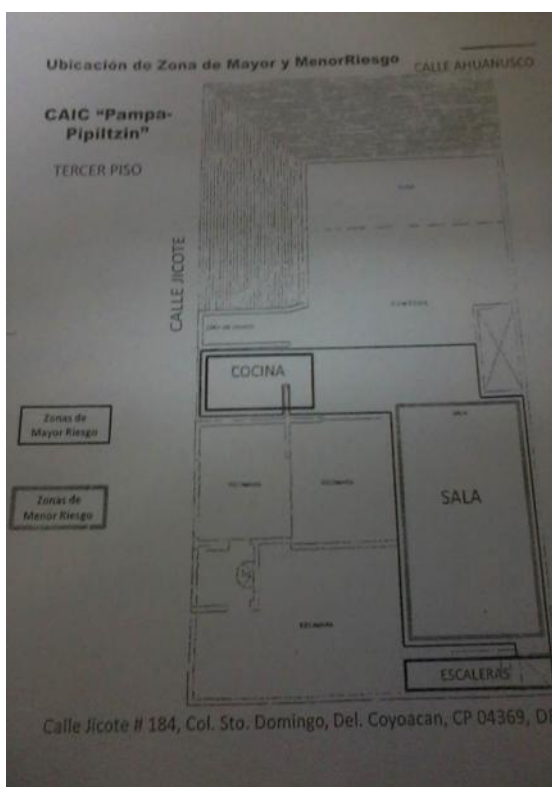 Ubicación de Zona de Mayor y MenorRiesgo
CALLE AHUANUSCO
CAIC "Pampa-
Pipiltzin"
TERCER PISO
CALLE JICOTE
COCINA
Zonas de
Mayor Riesgo
Zonas de
Menor Riesgo
SALA
ESCALERAS
Calle Jicote # 184, Col. Sto. Domingo, Del. Coyoacan, CP 04369,